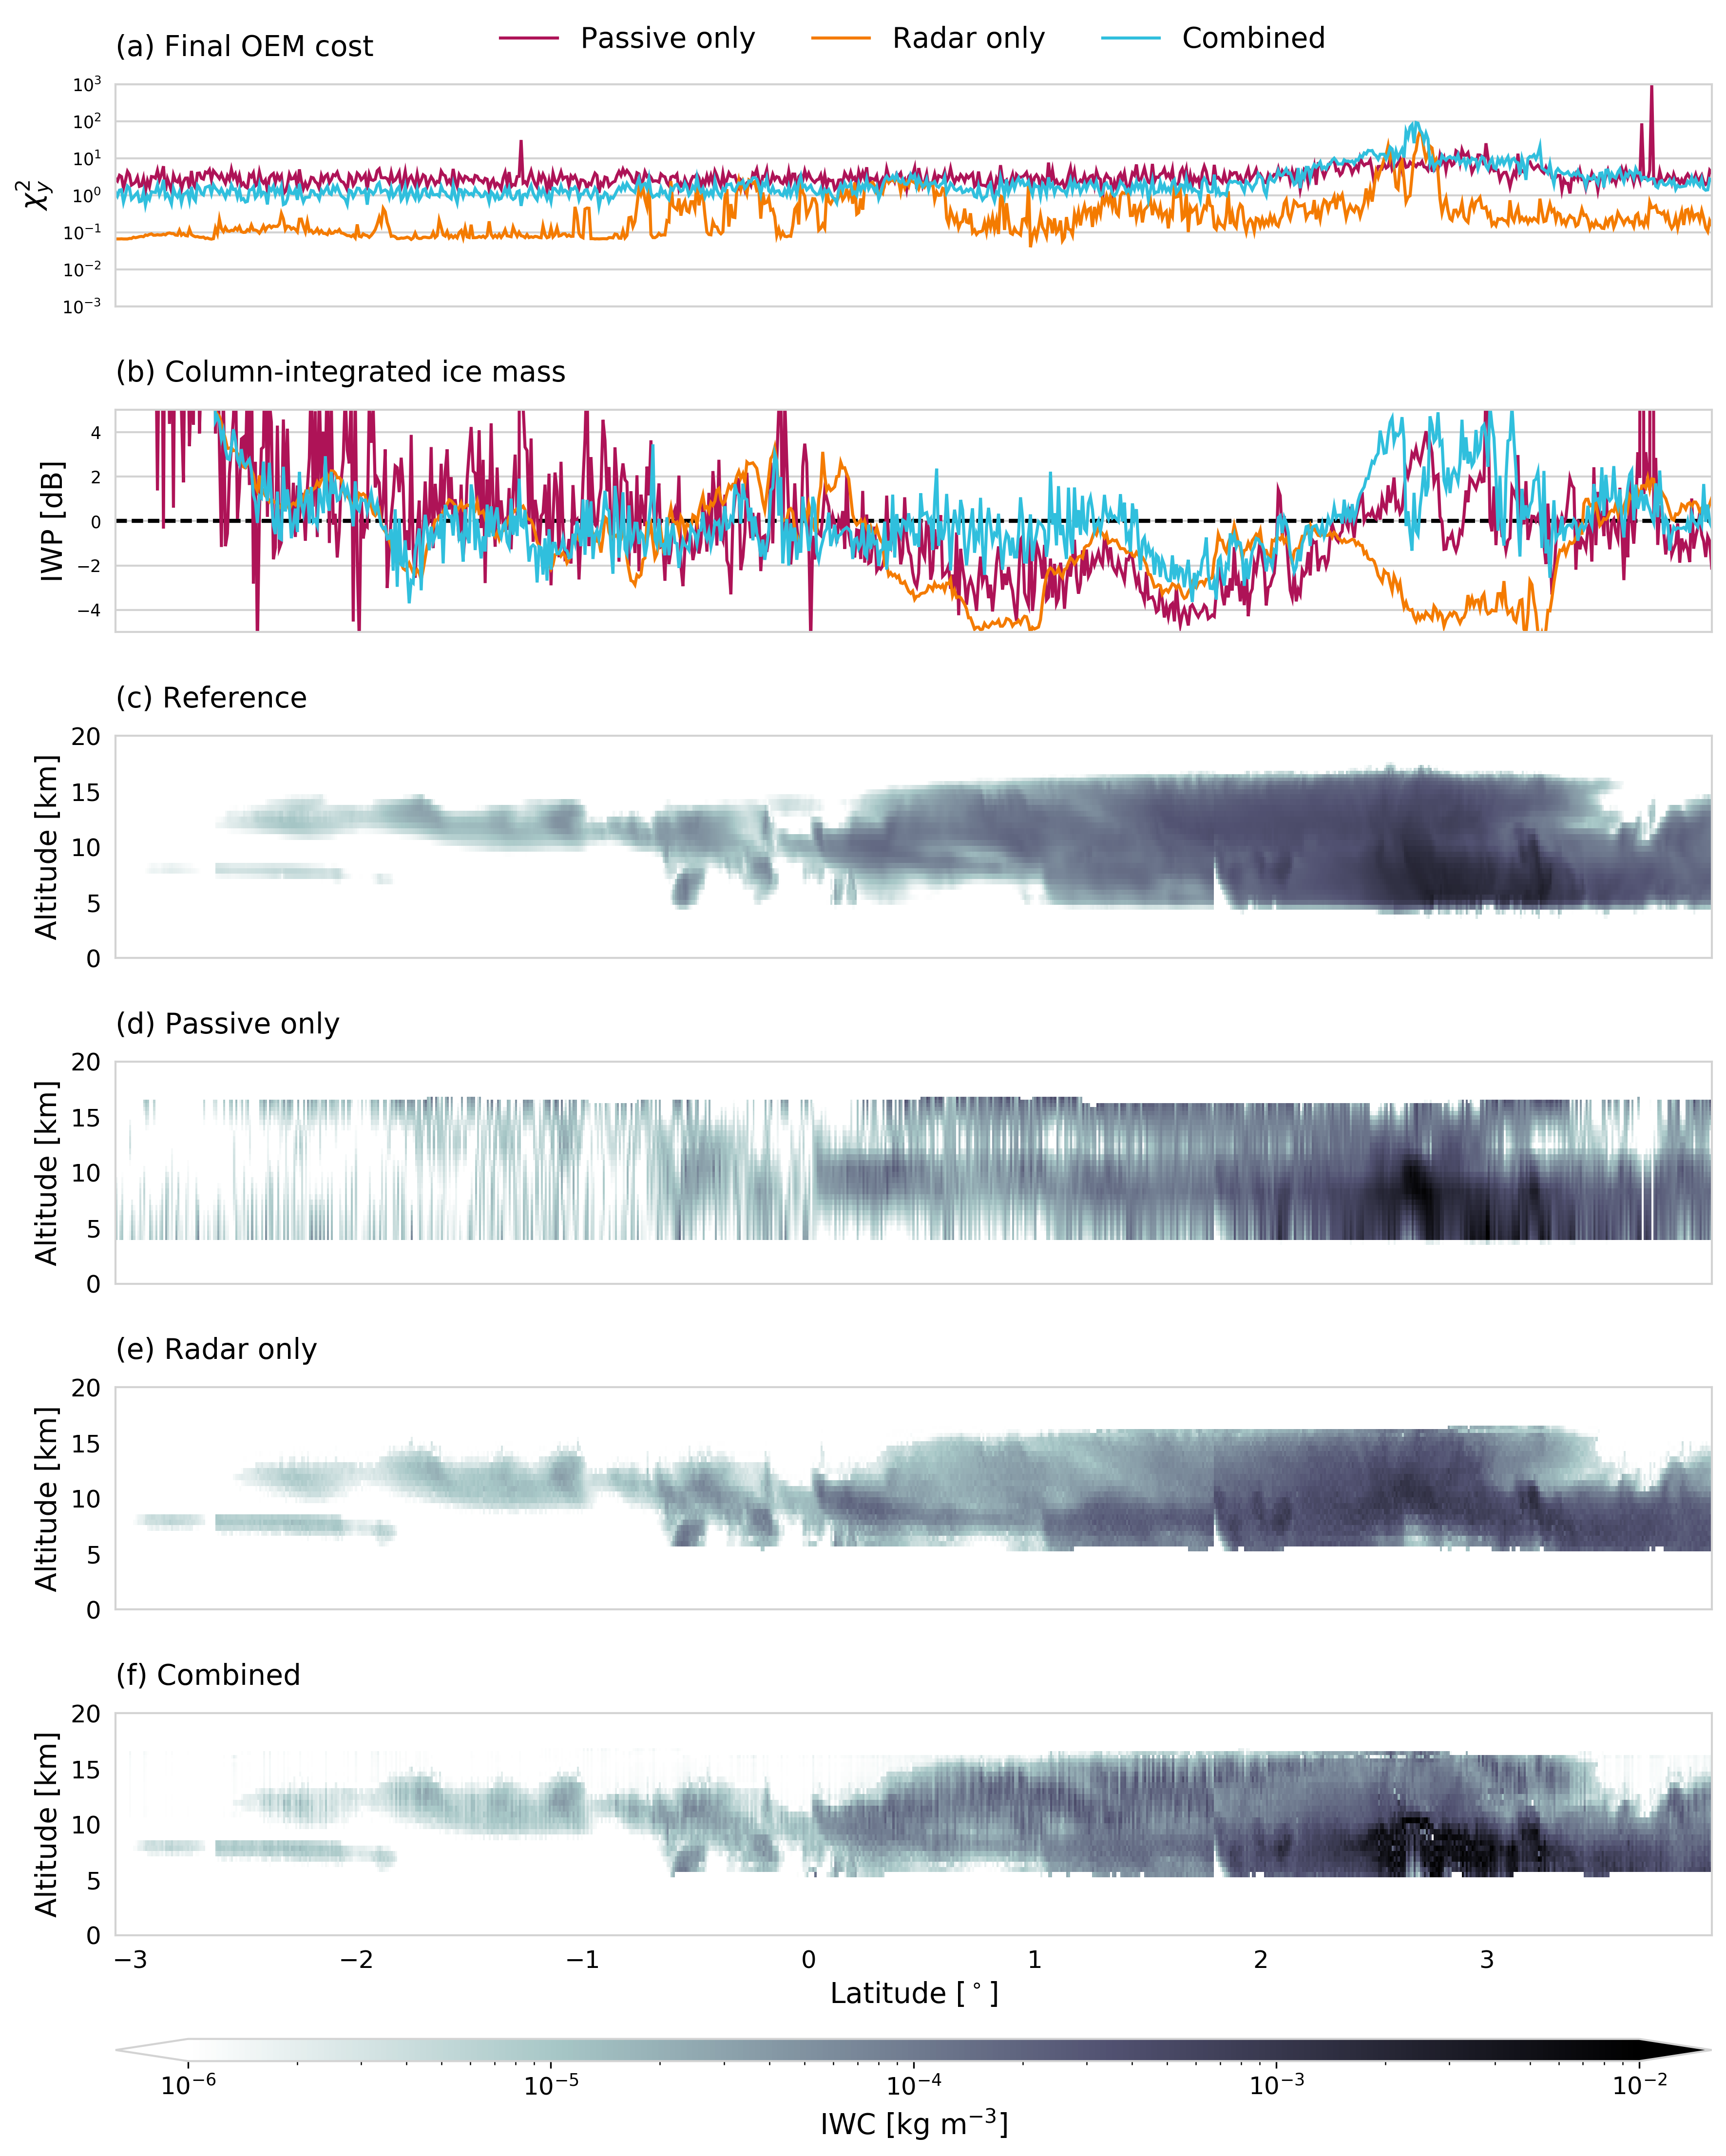 (a) Final OEM cost
Passive only
Radar only
Combined
10³
10²
10¹
10⁰
10⁻¹
10⁻²
10⁻³
χ²y
(b) Column-integrated ice mass
4
2
0
−2
−4
IWP [dB]
(c) Reference
20
15
10
5
0
Altitude [km]
(d) Passive only
20
15
10
5
0
Altitude [km]
(e) Radar only
20
15
10
5
0
Altitude [km]
(f) Combined
20
15
10
5
0
Altitude [km]
−3 −2 −1 0 1 2 3
Latitude [°]
10⁻⁶ 10⁻⁵ 10⁻⁴ 10⁻³ 10⁻²
IWC [kg m⁻³]